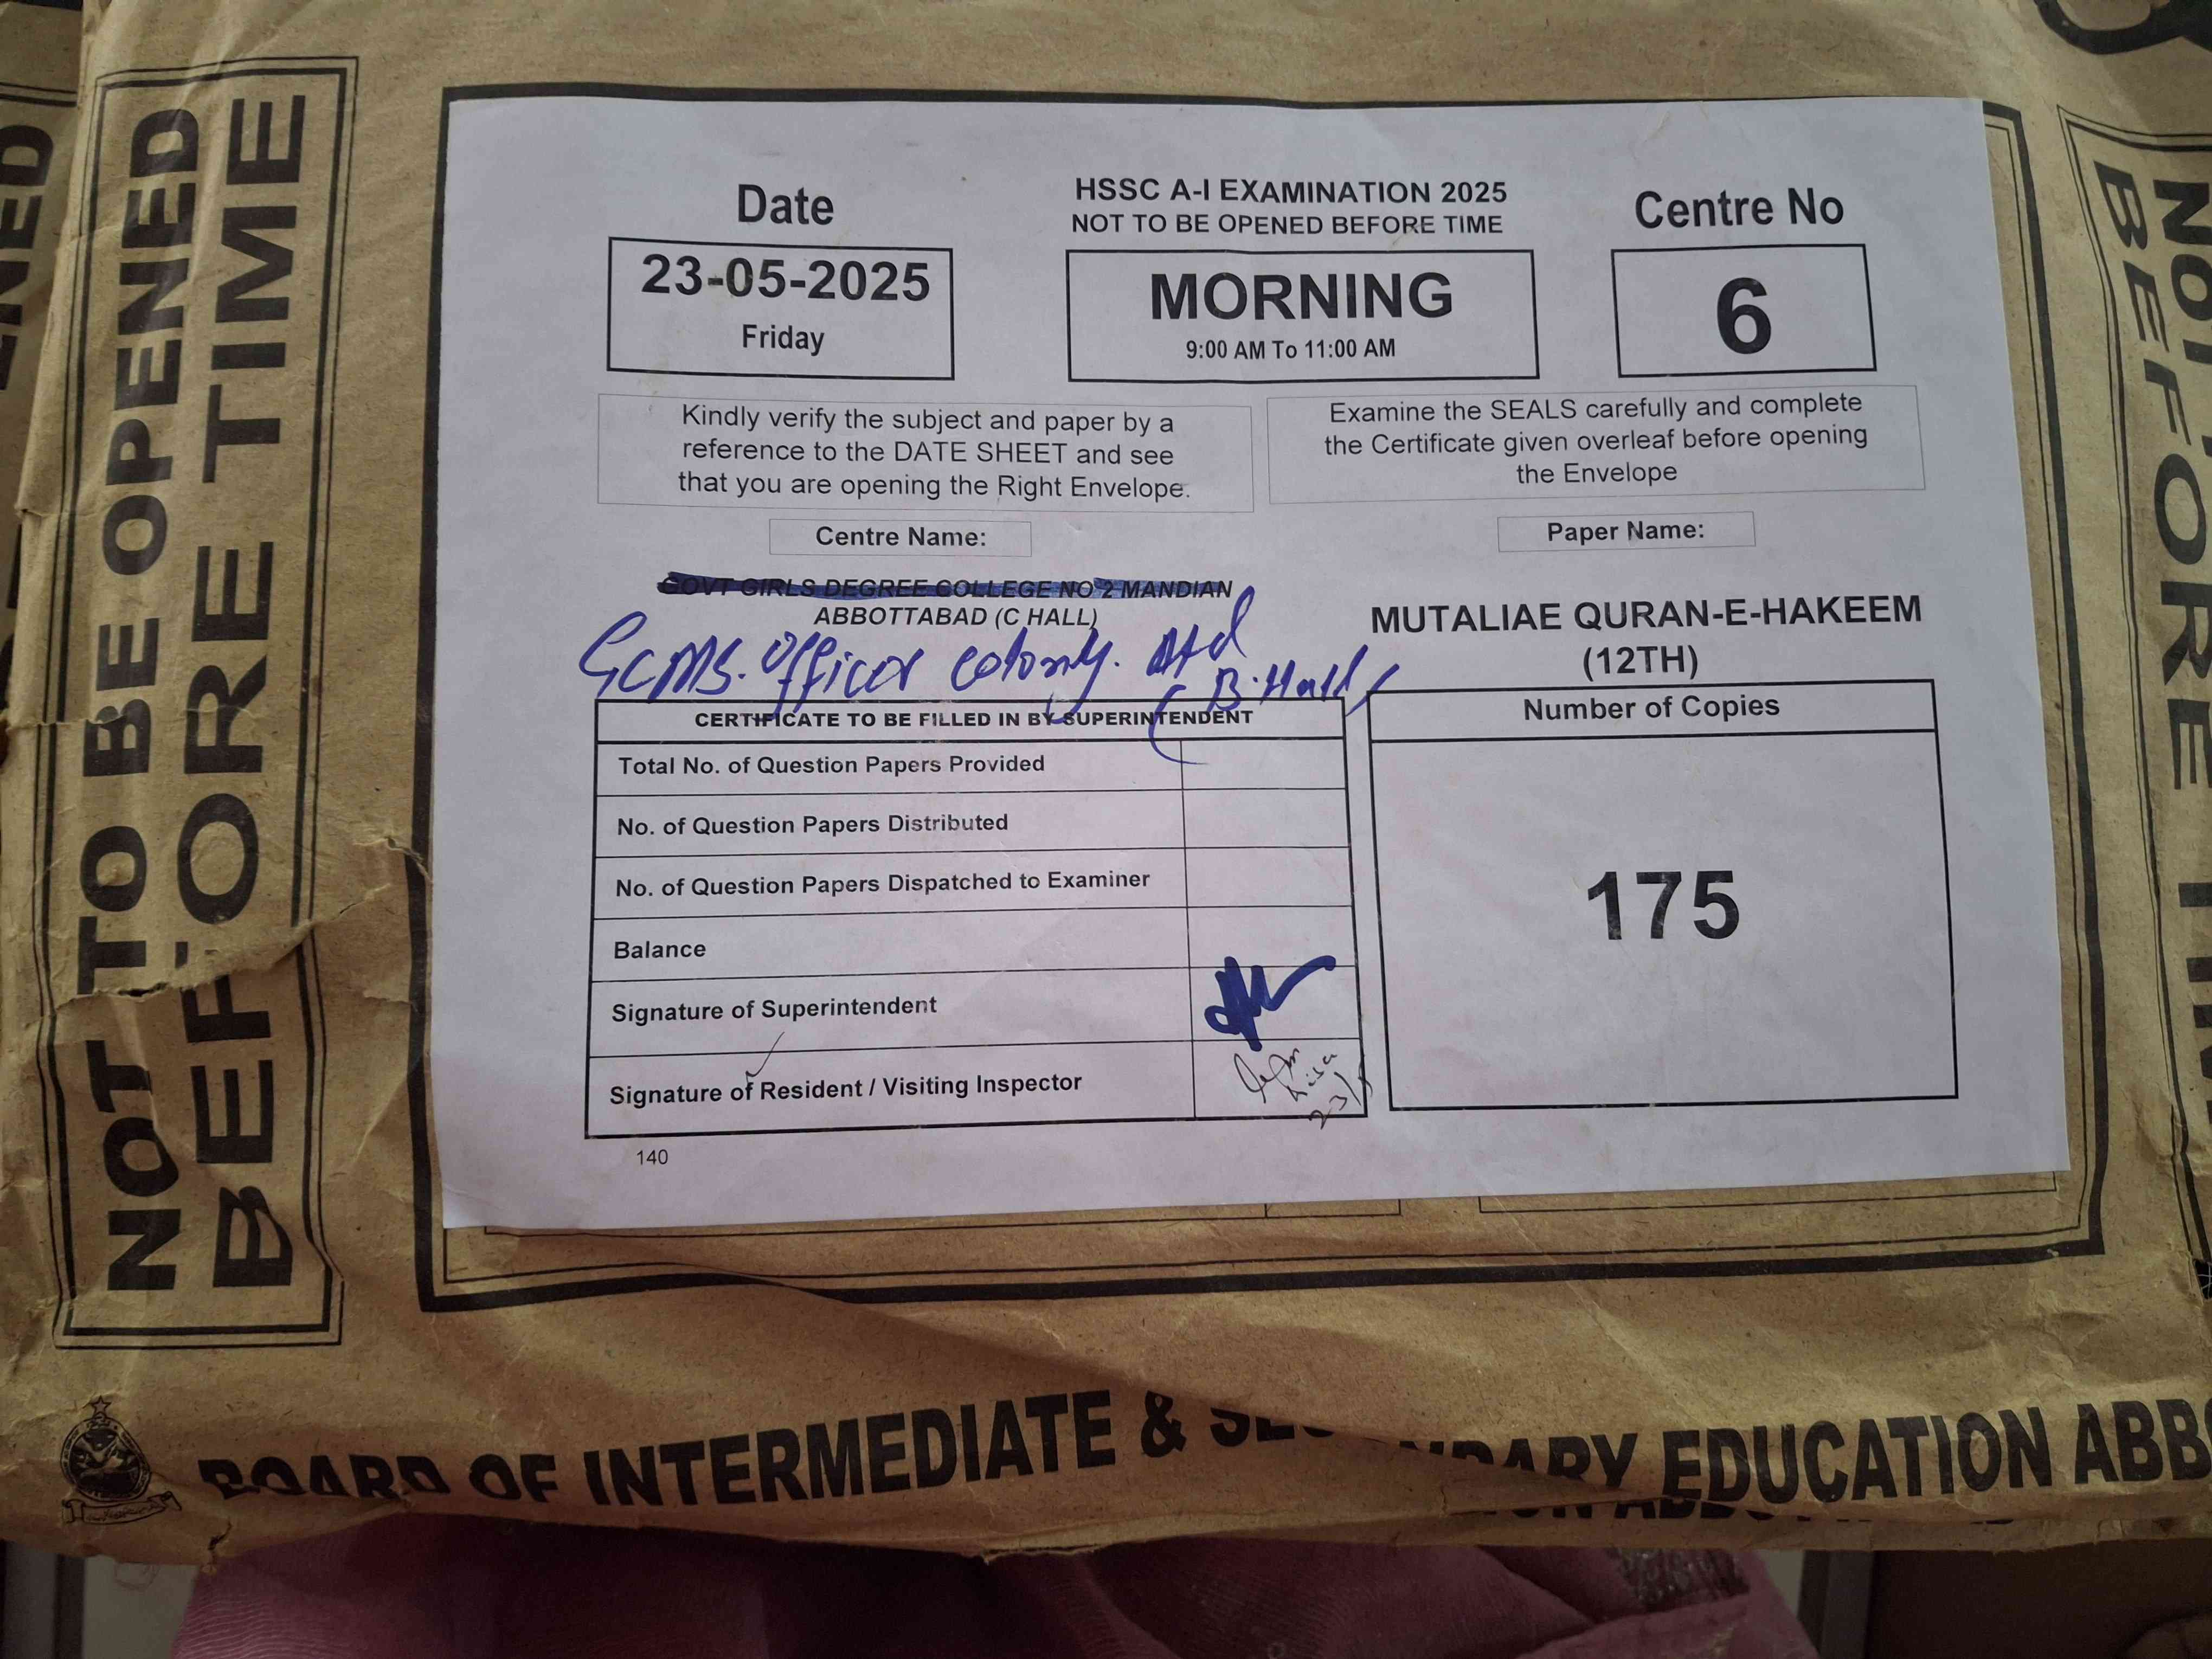 NOT TO BE OPENED
BEFORE TIME
Date
23-05-2025
Friday
HSSC A-I EXAMINATION 2025
NOT TO BE OPENED BEFORE TIME
MORNING
9:00 AM To 11:00 AM
Centre No
6
Kindly verify the subject and paper by a
reference to the DATE SHEET and see
that you are opening the Right Envelope.
Examine the SEALS carefully and complete
the Certificate given overleaf before opening
the Envelope
Centre Name:
GOVT GIRLS DEGREE COLLEGE NO 2 MANDIAN
ABBOTTABAD (C HALL)
GCMS. Officer colony. Atd
(B. Hall)
Paper Name:
MUTALIAE QURAN-E-HAKEEM
(12TH)
CERTIFICATE TO BE FILLED IN BY SUPERINTENDENT
Total No. of Question Papers Provided
No. of Question Papers Distributed
No. of Question Papers Dispatched to Examiner
Balance
Signature of Superintendent
Signature of Resident / Visiting Inspector
23/5
Number of Copies
175
140
NOT
BEFORE TIM
BOARD OF INTERMEDIATE & SE NDARY EDUCATION ABB